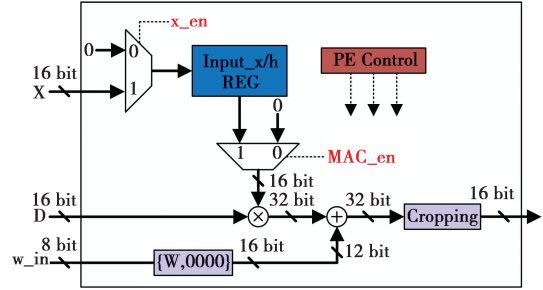 x_en
0
0
16 bit
X
1
Input_x/h
REG
PE Control
0
1
0
MAC_en
16 bit
16 bit
D
32 bit
32 bit
16 bit
×
+
Cropping
8 bit
w_in
{W,0000}
16 bit
12 bit